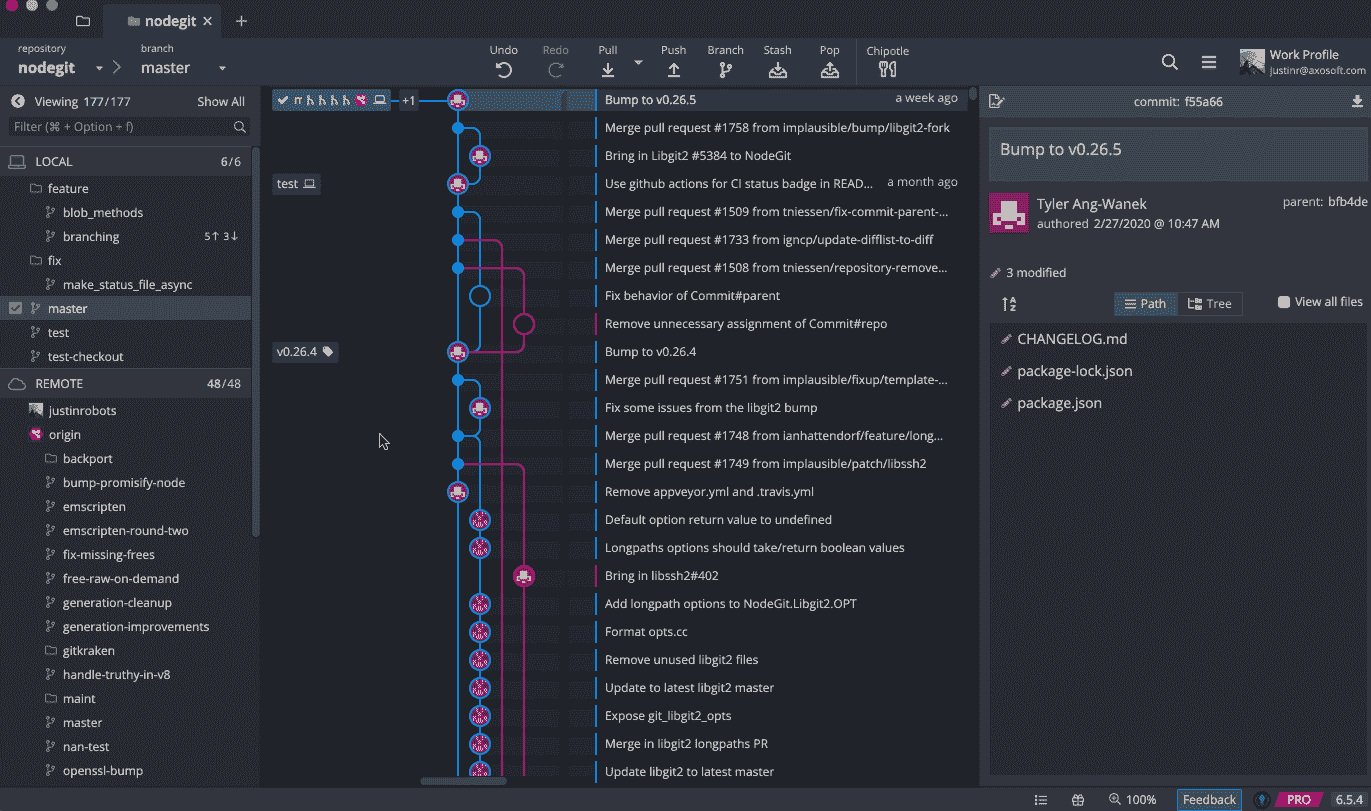 nodegit
repository
nodegit
branch
master
Undo
Redo
Pull
Push
Branch
Stash
Pop
Chipotle
Work Profile
justinr@axosoft.com
Viewing 177/177
Show All
Filter (⌘ + Option + f)
LOCAL 6/6
feature
blob_methods
branching 5↑ 3↓
fix
make_status_file_async
master
test
test-checkout
REMOTE 48/48
justinrobots
origin
backport
bump-promisify-node
emscripten
emscripten-round-two
fix-missing-frees
free-raw-on-demand
generation-cleanup
generation-improvements
gitkraken
handle-truthy-in-v8
maint
master
nan-test
openssl-bump
+1
test
v0.26.4
Bump to v0.26.5 a week ago
Merge pull request #1758 from implausible/bump/libgit2-fork
Bring in Libgit2 #5384 to NodeGit
Use github actions for CI status badge in READ... a month ago
Merge pull request #1509 from tniessen/fix-commit-parent-...
Merge pull request #1733 from igncp/update-difflist-to-diff
Merge pull request #1508 from tniessen/repository-remove...
Fix behavior of Commit#parent
Remove unnecessary assignment of Commit#repo
Bump to v0.26.4
Merge pull request #1751 from implausible/fixup/template-...
Fix some issues from the libgit2 bump
Merge pull request #1748 from ianhattendorf/feature/long...
Merge pull request #1749 from implausible/patch/libssh2
Remove appveyor.yml and .travis.yml
Default option return value to undefined
Longpaths options should take/return boolean values
Bring in libssh2#402
Add longpath options to NodeGit.Libgit2.OPT
Format opts.cc
Remove unused libgit2 files
Update to latest libgit2 master
Expose git_libgit2_opts
Merge in libgit2 longpaths PR
Update libgit2 to latest master
commit: f55a66
Bump to v0.26.5
Tyler Ang-Wanek
authored 2/27/2020 @ 10:47 AM
parent: bfb4de
3 modified
Path
Tree
View all files
CHANGELOG.md
package-lock.json
package.json
100%
Feedback
PRO
6.5.4